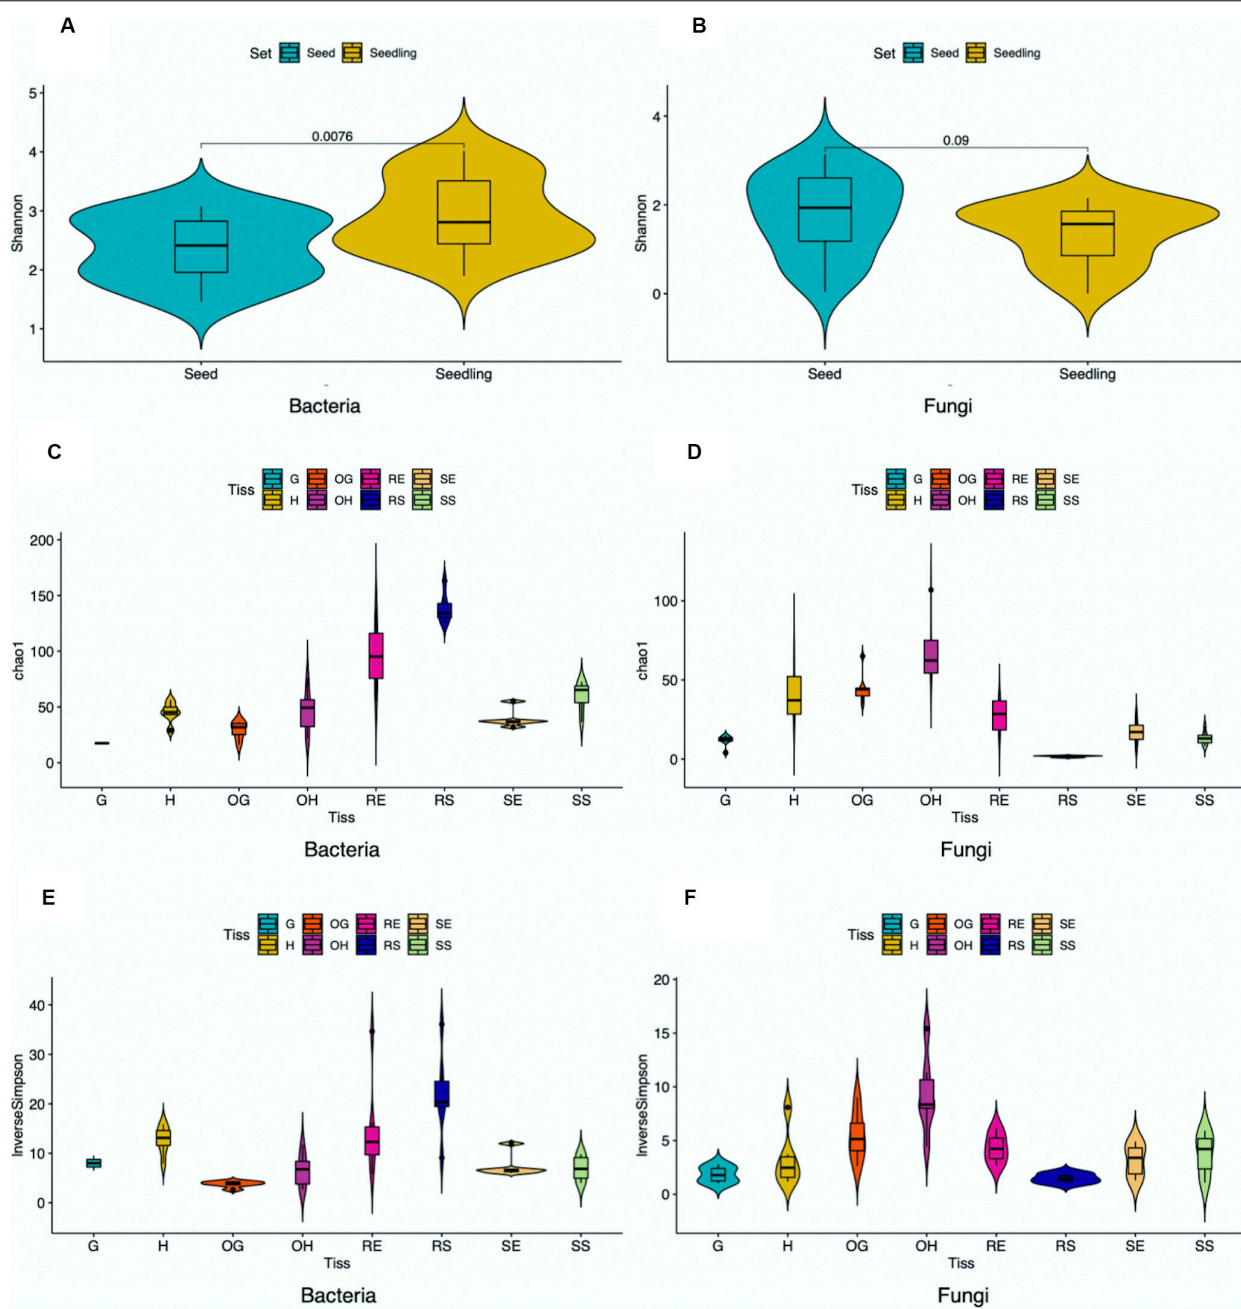 A
B
Set Seed Seedling
Set Seed Seedling
5
4
3
2
1
Shannon
0.0076
Seed Seedling
Bacteria
4
2
0
Shannon
0.09
Seed Seedling
Fungi
C
D
Tiss G OG RE SE
H OH RS SS
Tiss G OG RE SE
H OH RS SS
200
150
100
50
0
chao1
G H OG OH RE RS SE SS
Tiss
Bacteria
100
50
0
chao1
G H OG OH RE RS SE SS
Tiss
Fungi
E
F
Tiss G OG RE SE
H OH RS SS
Tiss G OG RE SE
H OH RS SS
40
30
20
10
0
InverseSimpson
G H OG OH RE RS SE SS
Tiss
Bacteria
20
15
10
5
0
InverseSimpson
G H OG OH RE RS SE SS
Tiss
Fungi